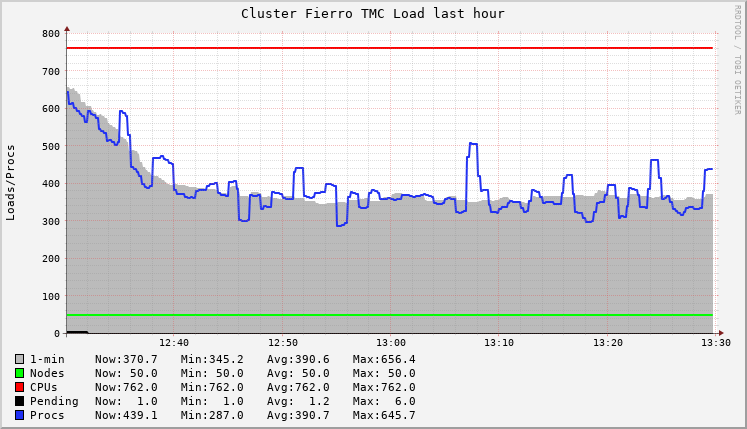 Cluster Fierro TMC Load last hour
RRDTOOL / TOBI OETIKER
Loads/Procs
800
700
600
500
400
300
200
100
0
12:40 12:50 13:00 13:10 13:20 13:30
1-min Now:370.7 Min:345.2 Avg:390.6 Max:656.4
Nodes Now: 50.0 Min: 50.0 Avg: 50.0 Max: 50.0
CPUs Now:762.0 Min:762.0 Avg:762.0 Max:762.0
Pending Now: 1.0 Min: 1.0 Avg: 1.2 Max: 6.0
Procs Now:439.1 Min:287.0 Avg:390.7 Max:645.7